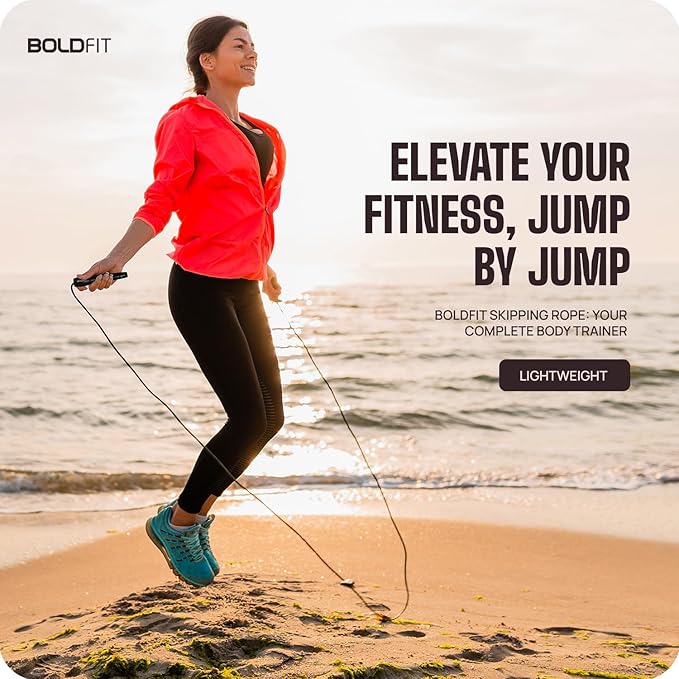 BOLDFIT
ELEVATE YOUR
FITNESS, JUMP
BY JUMP
BOLDFIT SKIPPING ROPE: YOUR
COMPLETE BODY TRAINER
LIGHTWEIGHT